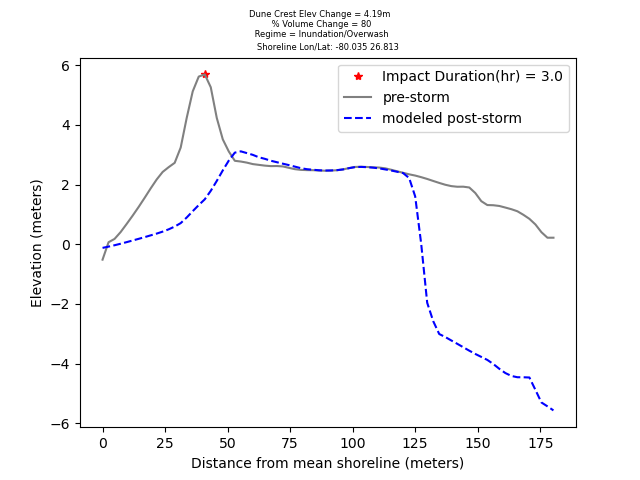 Dune Crest Elev Change = 4.19m
% Volume Change = 80
Regime = Inundation/Overwash
Shoreline Lon/Lat: -80.035 26.813
6
4
2
0
−2
−4
−6
Elevation (meters)
Impact Duration(hr) = 3.0
pre-storm
modeled post-storm
0
25
50
75
100
125
150
175
Distance from mean shoreline (meters)